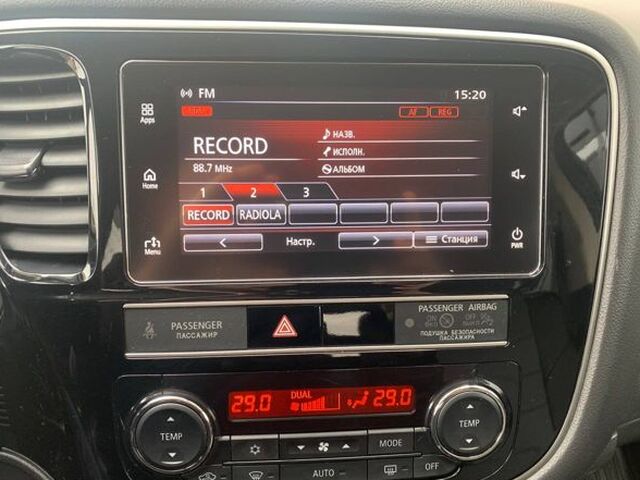 FM 15:20
Apps
AF REG
RECORD
88.7 MHz
НАЗВ.
ИСПОЛН.
АЛЬБОМ
Home
1 2 3
RECORD RADIOLA
Настр. Станция
Menu
PWR
PASSENGER
ПАССАЖИР
PASSENGER AIRBAG
ON OFF
ВКЛ ВЫКЛ
ПОДУШКА БЕЗОПАСНОСТИ
ПАССАЖИРА
29.0 DUAL 29.0
TEMP MODE TEMP
AUTO OFF